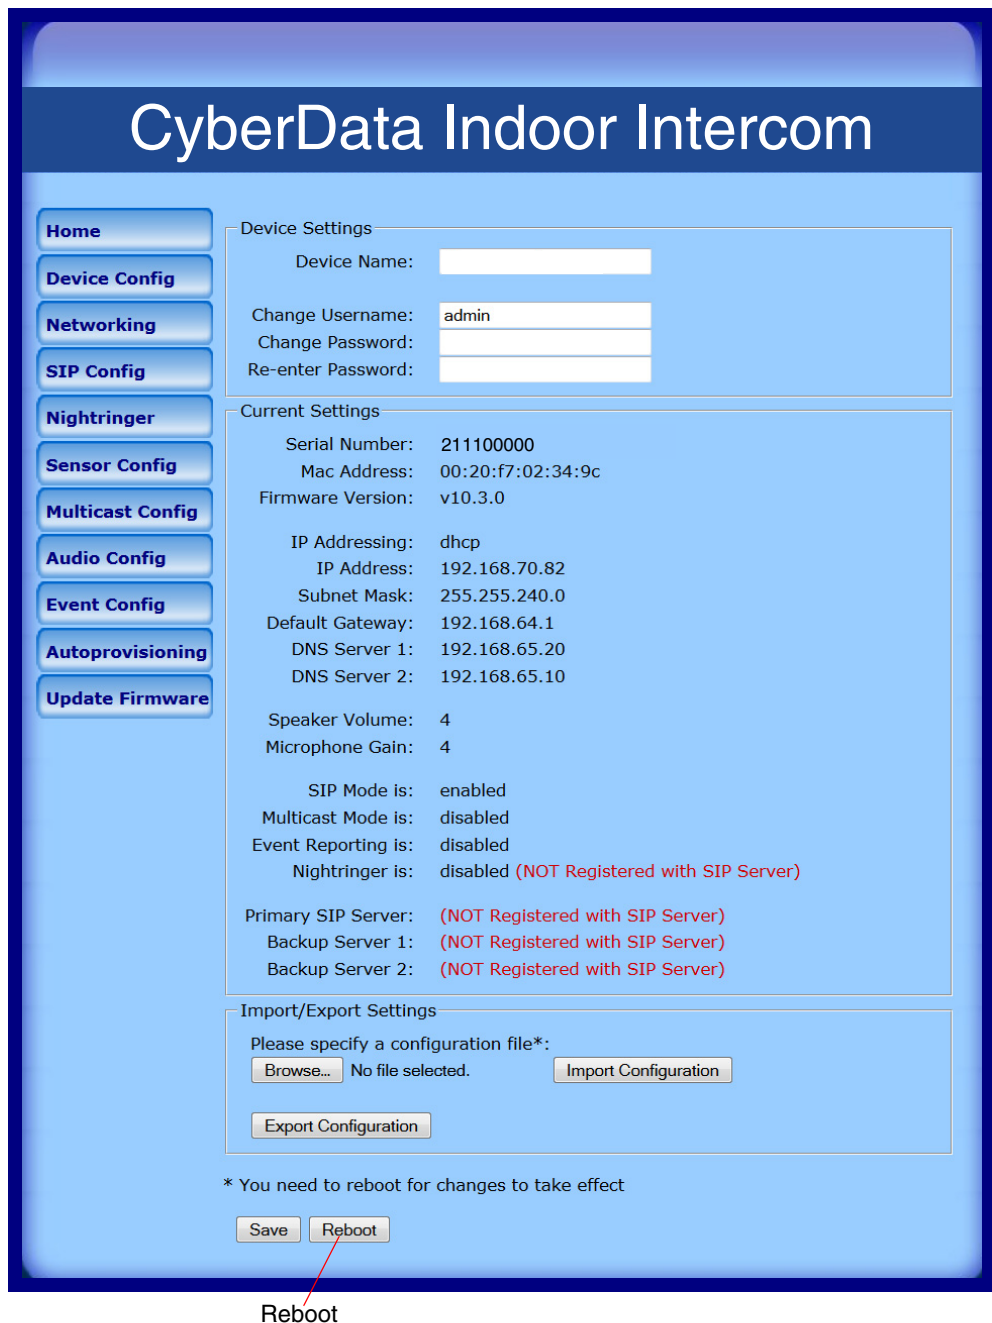 CyberData Indoor Intercom
Home
Device Config
Networking
SIP Config
Nightringer
Sensor Config
Multicast Config
Audio Config
Event Config
Autoprovisioning
Update Firmware
Device Settings
Device Name:
Change Username: admin
Change Password:
Re-enter Password:
Current Settings
Serial Number: 211100000
Mac Address: 00:20:f7:02:34:9c
Firmware Version: v10.3.0
IP Addressing: dhcp
IP Address: 192.168.70.82
Subnet Mask: 255.255.240.0
Default Gateway: 192.168.64.1
DNS Server 1: 192.168.65.20
DNS Server 2: 192.168.65.10
Speaker Volume: 4
Microphone Gain: 4
SIP Mode is: enabled
Multicast Mode is: disabled
Event Reporting is: disabled
Nightringer is: disabled (NOT Registered with SIP Server)
Primary SIP Server: (NOT Registered with SIP Server)
Backup Server 1: (NOT Registered with SIP Server)
Backup Server 2: (NOT Registered with SIP Server)
Import/Export Settings
Please specify a configuration file*:
Browse... No file selected. Import Configuration
Export Configuration
* You need to reboot for changes to take effect
Save Reboot
Reboot